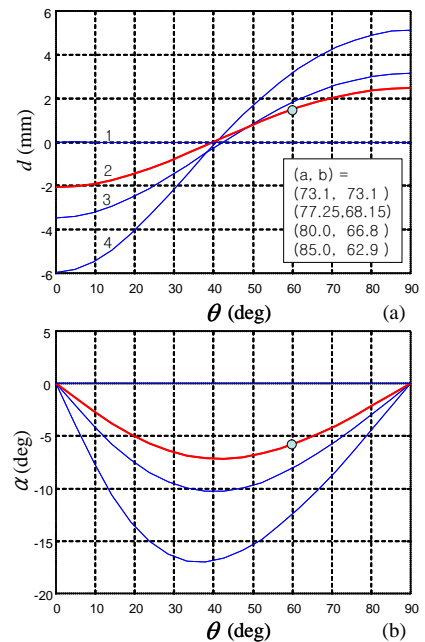 6
4
2
0
-2
-4
-6
d (mm)
1
2
3
4
(a, b) =
(73.1, 73.1 )
(77.25,68.15)
(80.0, 66.8 )
(85.0, 62.9 )
0 10 20 30 40 50 60 70 80 90
θ (deg)
(a)
5
0
-5
-10
-15
-20
α (deg)
0 10 20 30 40 50 60 70 80 90
θ (deg)
(b)